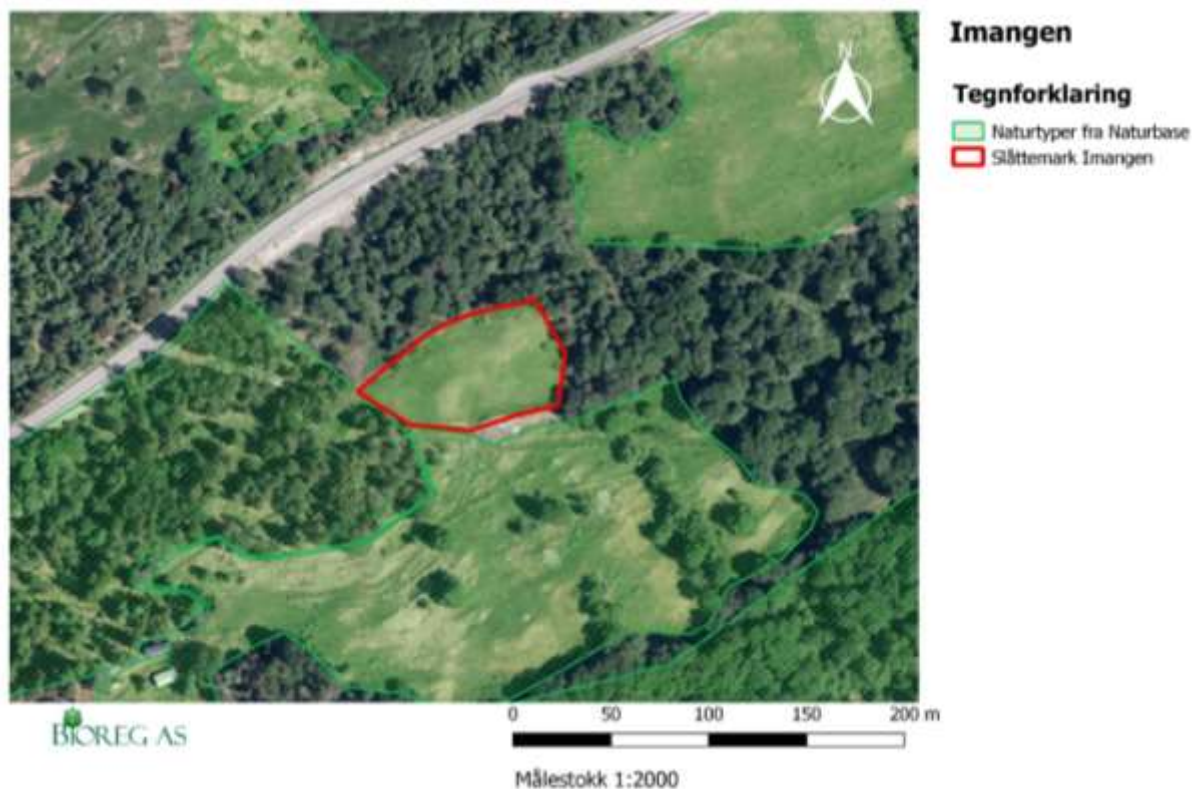 Imangen
Tegnforklaring
Naturtyper fra Naturbase
Slåttemark Imangen
N
BIOREG AS
0 50 100 150 200 m
Målestokk 1:2000